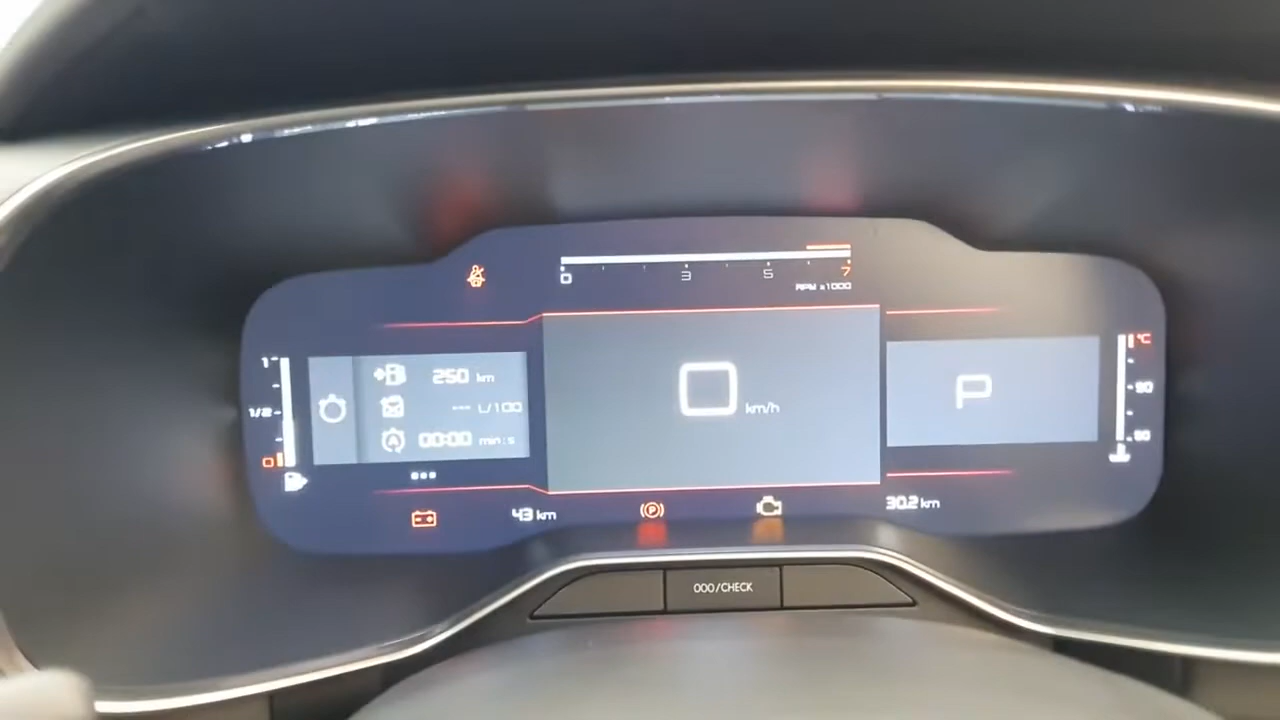 0 3 5 7
RPM x1000
1
1/2
0
250 km
--- L/100
A
00:00 min:s
0 km/h
P
°C
90
50
43 km
P
30.2 km
000/CHECK